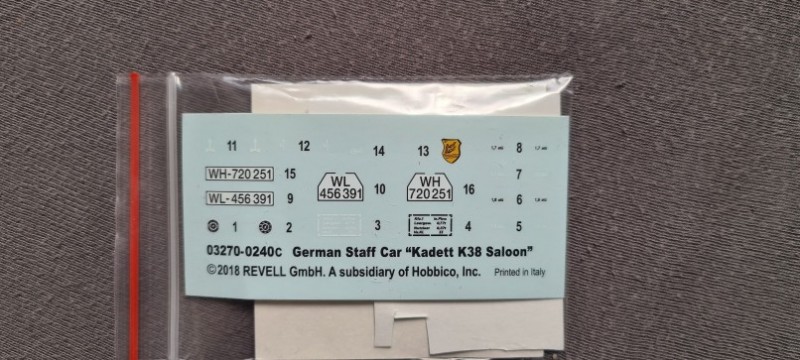 11 12 14 13 8
WH-720 251 15 WL 456 391 10 WH 720 251 16 7
WL-456 391 9 6
1 2 3 4 5
03270-0240C German Staff Car “Kadett K38 Saloon”
©2018 REVELL GmbH. A subsidiary of Hobbico, Inc. Printed in Italy